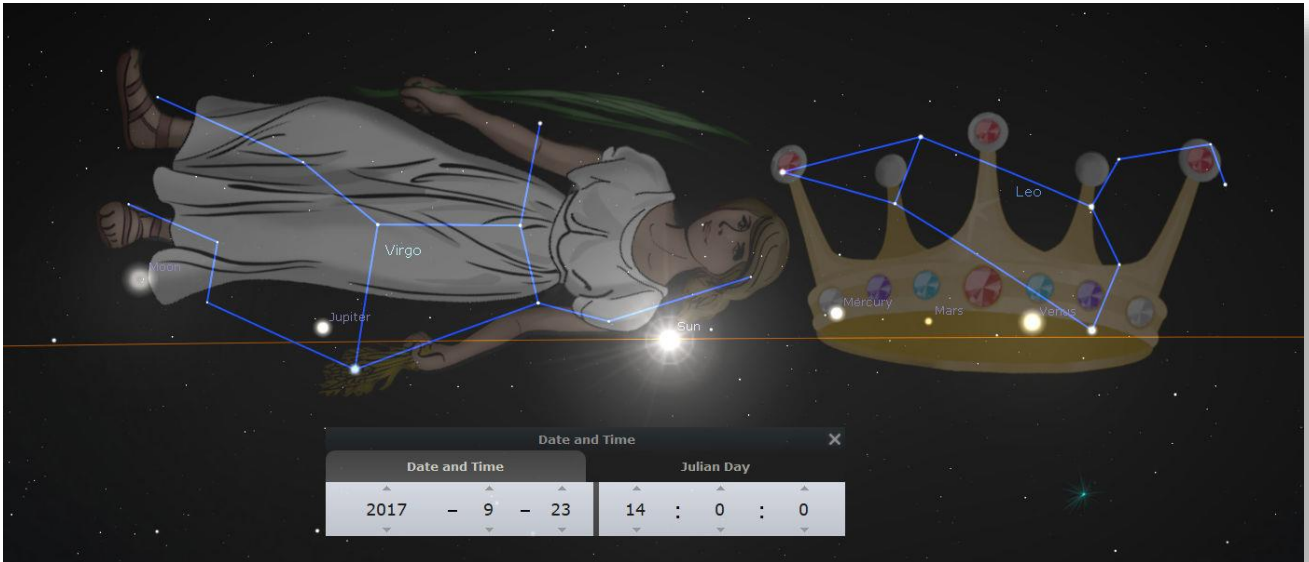 Leo
Virgo
Moon
Mercury
Mars
Venus
Jupiter
Sun
Date and Time
Date and Time
Julian Day
2017 – 9 – 23 14 : 0 : 0